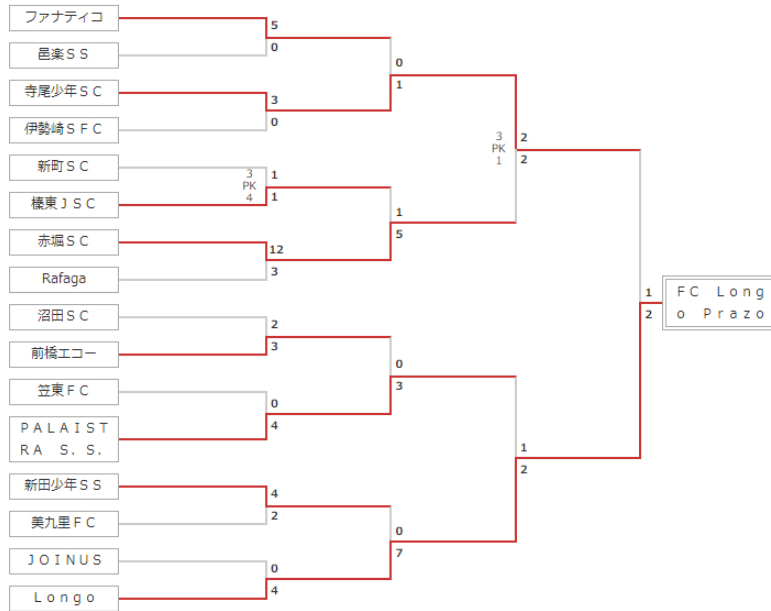 ファナティコ
5
0
邑楽ＳＳ
0
1
寺尾少年ＳＣ
3
0
伊勢崎ＳＦＣ
3
PK
1
2
2
新町ＳＣ
3
PK
4
1
1
榛東ＪＳＣ
1
5
赤堀ＳＣ
12
3
Rafaga
1
2
ＦＣ Ｌｏｎｇ
ｏ Ｐｒａｚｏ
沼田ＳＣ
2
3
前橋エコー
0
3
笠東ＦＣ
0
4
ＰＡＬＡＩＳＴ
ＲＡ Ｓ．Ｓ．
1
2
新田少年ＳＳ
4
2
美九里ＦＣ
0
7
ＪＯＩＮＵＳ
0
4
Ｌｏｎｇｏ